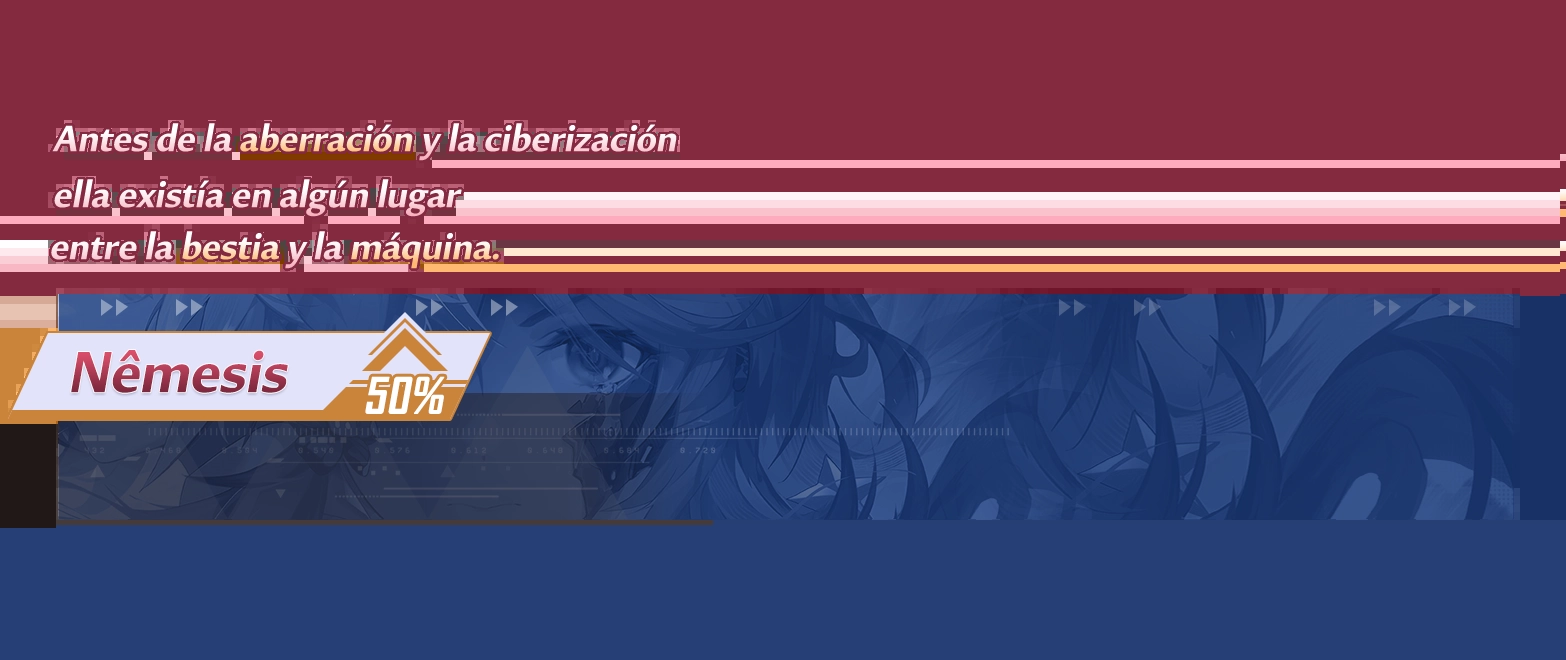 Antes de la aberración y la ciberización
ella existía en algún lugar
entre la bestia y la máquina.
Nêmesis
50%